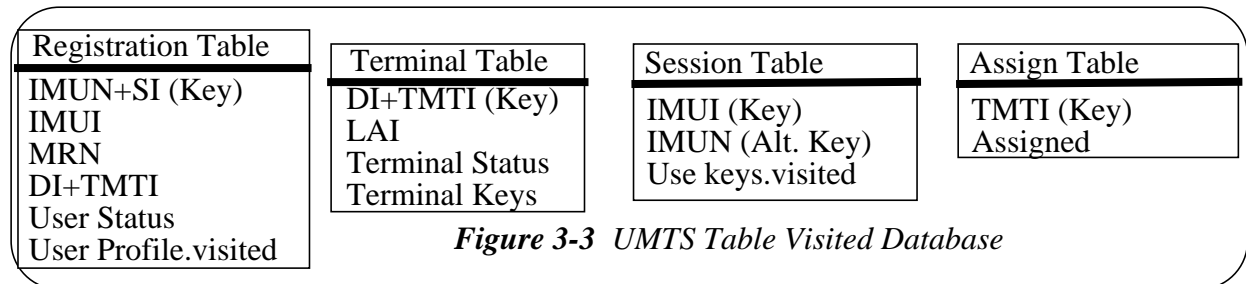 Registration Table
IMUN+SI (Key)
IMUI
MRN
DI+TMTI
User Status
User Profile.visited
Terminal Table
DI+TMTI (Key)
LAI
Terminal Status
Terminal Keys
Session Table
IMUI (Key)
IMUN (Alt. Key)
Use keys.visited
Assign Table
TMTI (Key)
Assigned
Figure 3-3 UMTS Table Visited Database